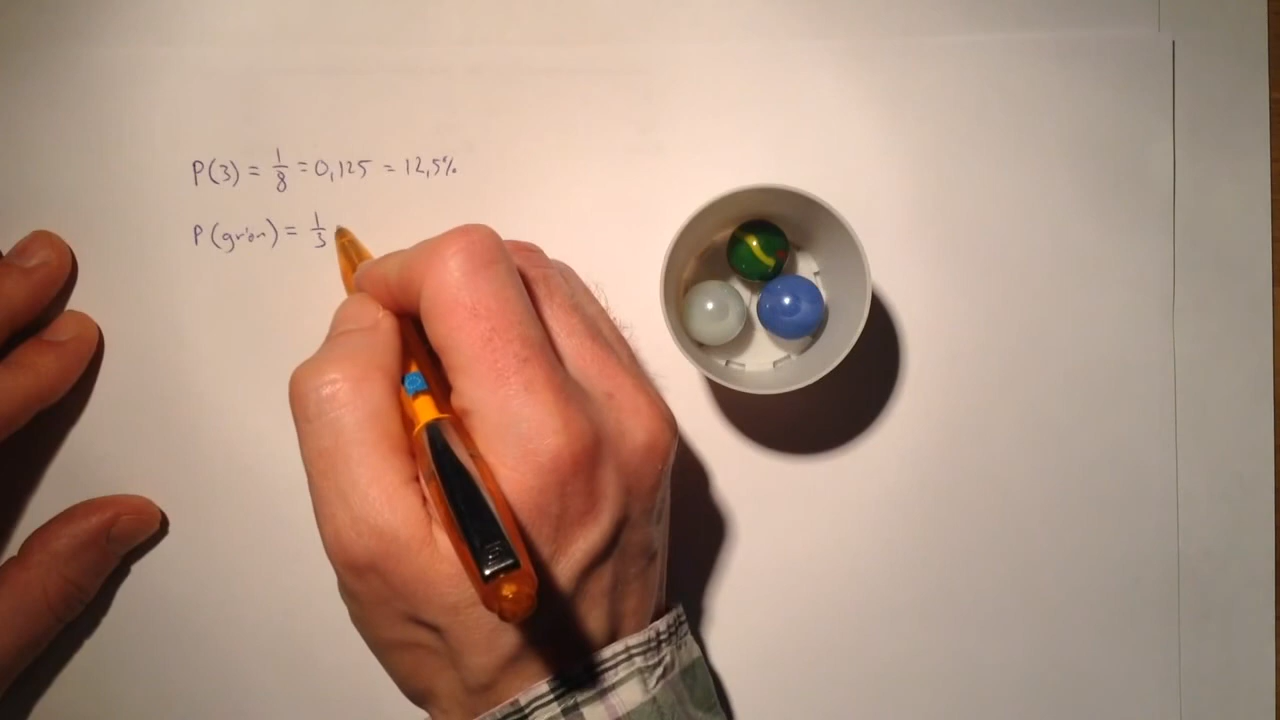 P(3) = 1/8 = 0,125 = 12,5%
P(grön) = 1/3